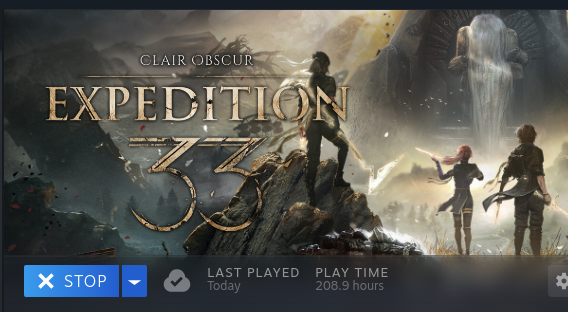 CLAIR OBSCUR
EXPEDITION
33
STOP
LAST PLAYED
Today
PLAY TIME
208.9 hours